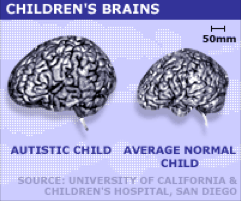 CHILDREN'S BRAINS
50mm
AUTISTIC CHILD
AVERAGE NORMAL
CHILD
SOURCE: UNIVERSITY OF CALIFORNIA &
CHILDREN'S HOSPITAL, SAN DIEGO